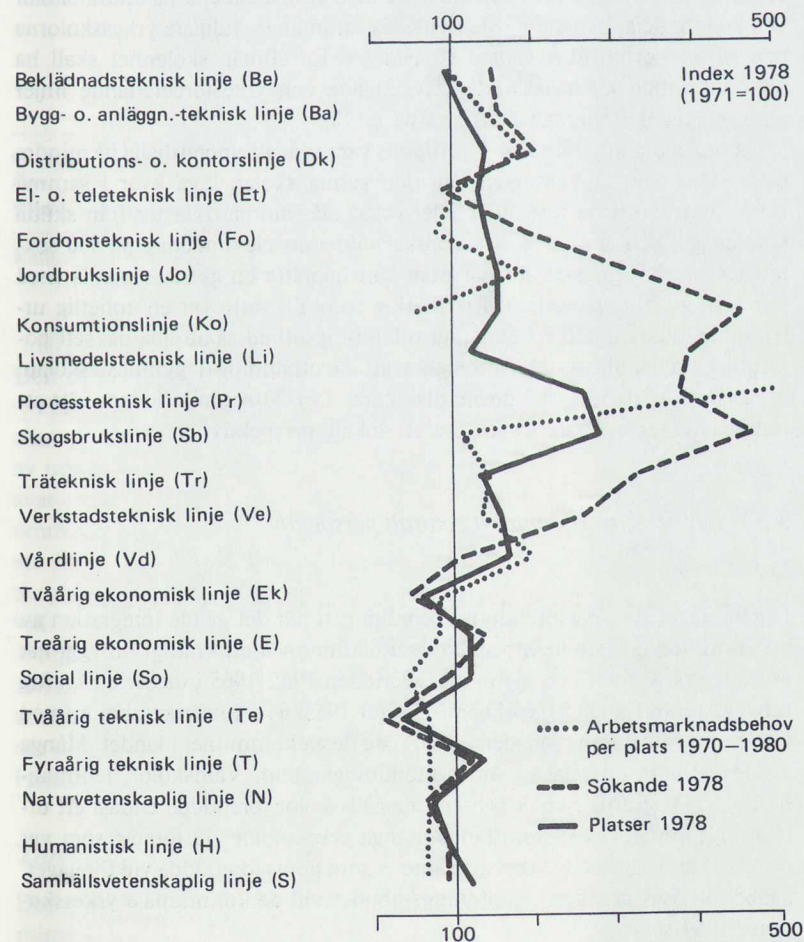 100
500
Index 1978
(1971=100)
Beklädnadsteknisk linje (Be)
Bygg- o. anläggn.-teknisk linje (Ba)
Distributions- o. kontorslinje (Dk)
El- o. teleteknisk linje (Et)
Fordonsteknisk linje (Fo)
Jordbrukslinje (Jo)
Konsumtionslinje (Ko)
Livsmedelsteknisk linje (Li)
Processteknisk linje (Pr)
Skogsbrukslinje (Sb)
Träteknisk linje (Tr)
Verkstadsteknisk linje (Ve)
Vårdlinje (Vd)
Tvåårig ekonomisk linje (Ek)
Treårig ekonomisk linje (E)
Social linje (So)
Tvåårig teknisk linje (Te)
Fyraårig teknisk linje (T)
Naturvetenskaplig linje (N)
Humanistisk linje (H)
Samhällsvetenskaplig linje (S)
Arbetsmarknadsbehov
per plats 1970–1980
Sökande 1978
Platser 1978
100
500